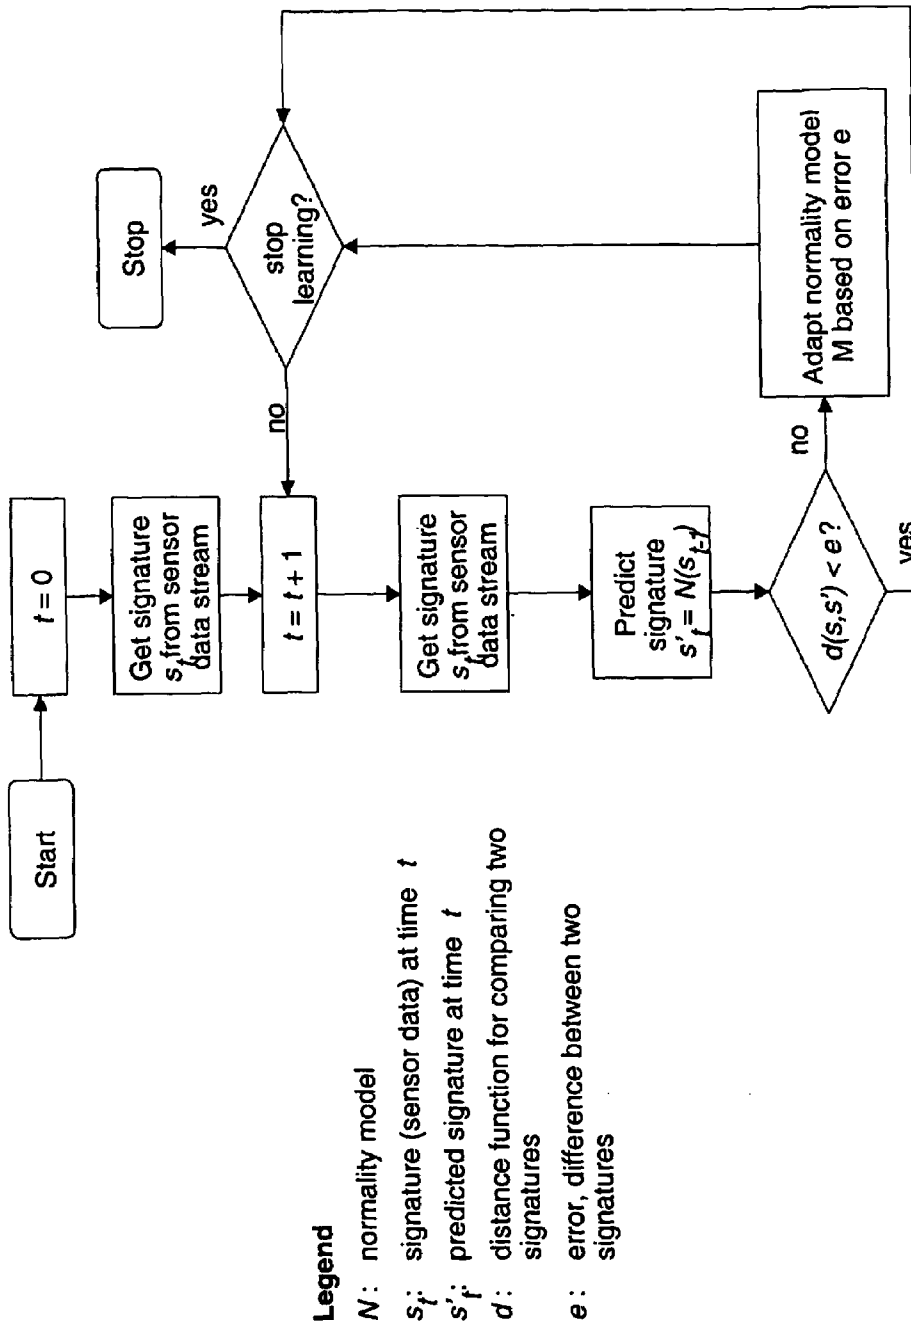 Start
t = 0
Get signature
s_t from sensor
data stream
t = t + 1
Get signature
s_t from sensor
data stream
Predict
signature
s'_t = N(s_{t-1})
d(s,s') < e?
yes
no
Adapt normality model
M based on error e
stop
learning?
no
yes
Stop
Legend
N : normality model
s_t: signature (sensor data) at time t
s'_t: predicted signature at time t
d : distance function for comparing two
signatures
e : error, difference between two
signatures